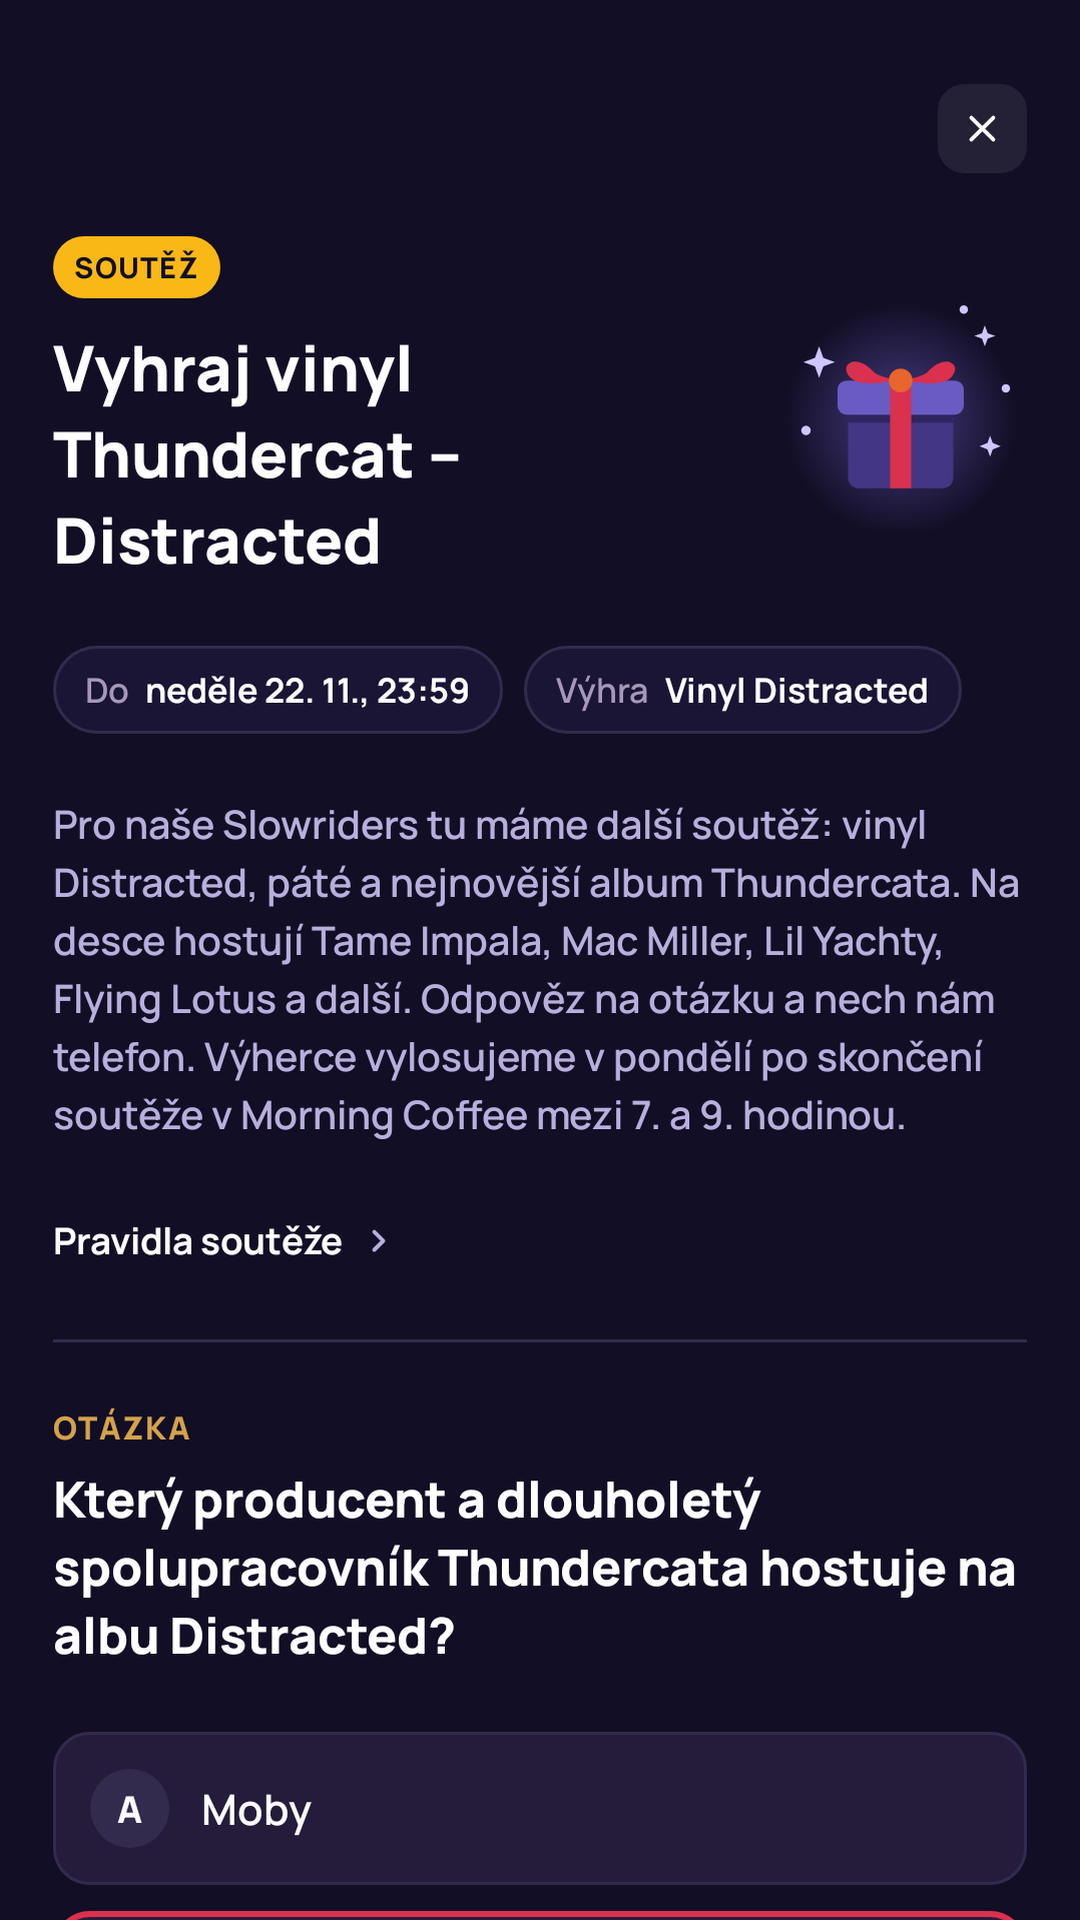 SOUTĚŽ
Vyhraj vinyl
Thundercat –
Distracted
Do neděle 22. 11., 23:59
Výhra Vinyl Distracted
Pro naše Slowriders tu máme další soutěž: vinyl
Distracted, páté a nejnovější album Thundercata. Na
desce hostují Tame Impala, Mac Miller, Lil Yachty,
Flying Lotus a další. Odpověz na otázku a nech nám
telefon. Výherce vylosujeme v pondělí po skončení
soutěže v Morning Coffee mezi 7. a 9. hodinou.
Pravidla soutěže
OTÁZKA
Který producent a dlouholetý
spolupracovník Thundercata hostuje na
albu Distracted?
A Moby